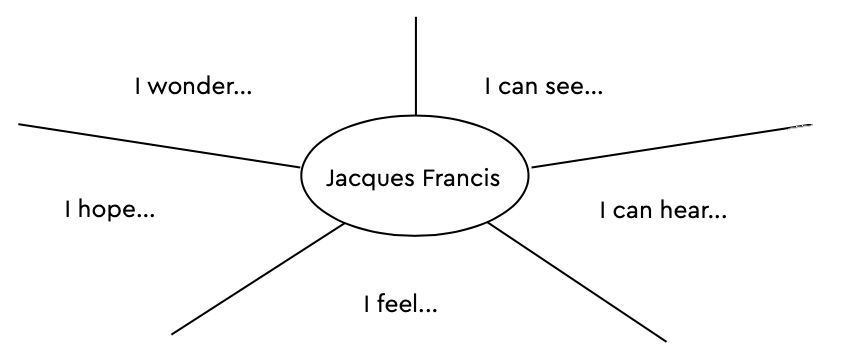 I wonder...
I can see...
Jacques Francis
I hope...
I can hear...
I feel...